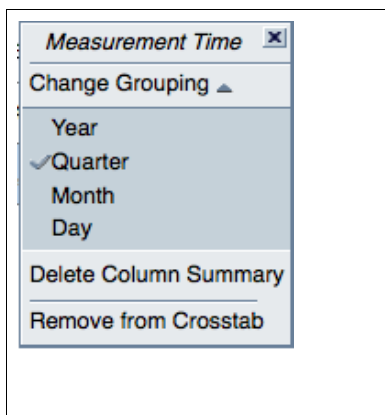 Measurement Time
Change Grouping
Year
Quarter
Month
Day
Delete Column Summary
Remove from Crosstab